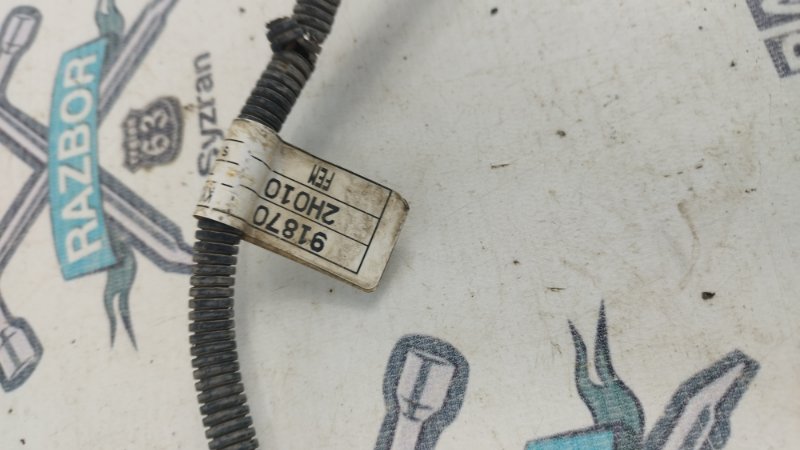 RAZBOR
63
Syzran
91870
2H010
FEM